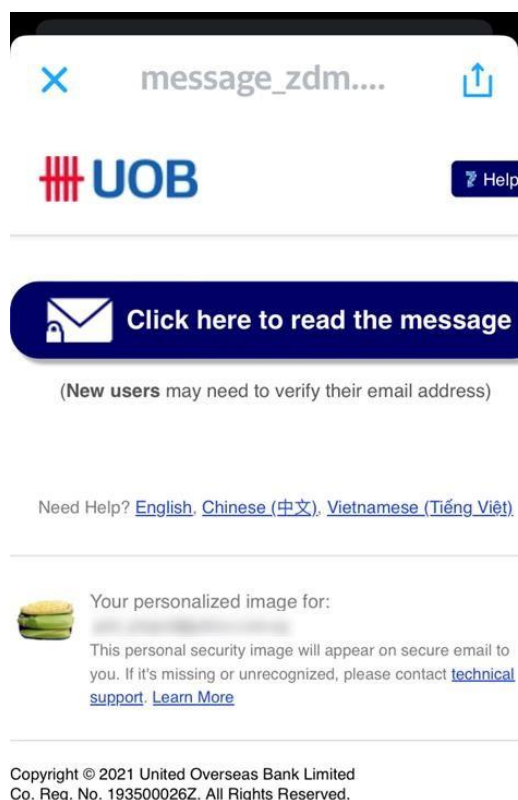 message_zdm....
UOB
Help
Click here to read the message
(New users may need to verify their email address)
Need Help? English, Chinese (中文), Vietnamese (Tiếng Việt)
Your personalized image for:
This personal security image will appear on secure email to
you. If it's missing or unrecognized, please contact technical
support. Learn More
Copyright © 2021 United Overseas Bank Limited
Co. Reg. No. 193500026Z. All Rights Reserved.